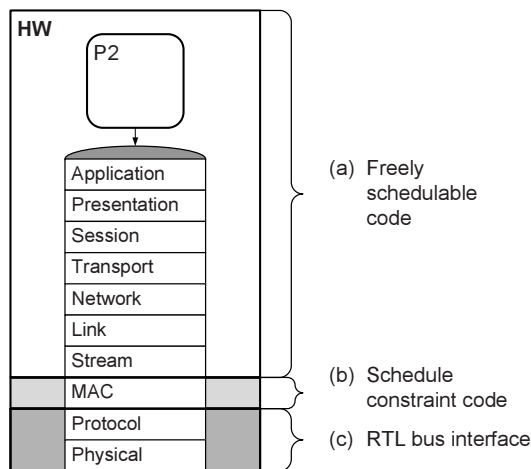 HW
P2
Application
Presentation
Session
Transport
Network
Link
Stream
MAC
Protocol
Physical
(a) Freely
schedulable
code
(b) Schedule
constraint code
(c) RTL bus interface